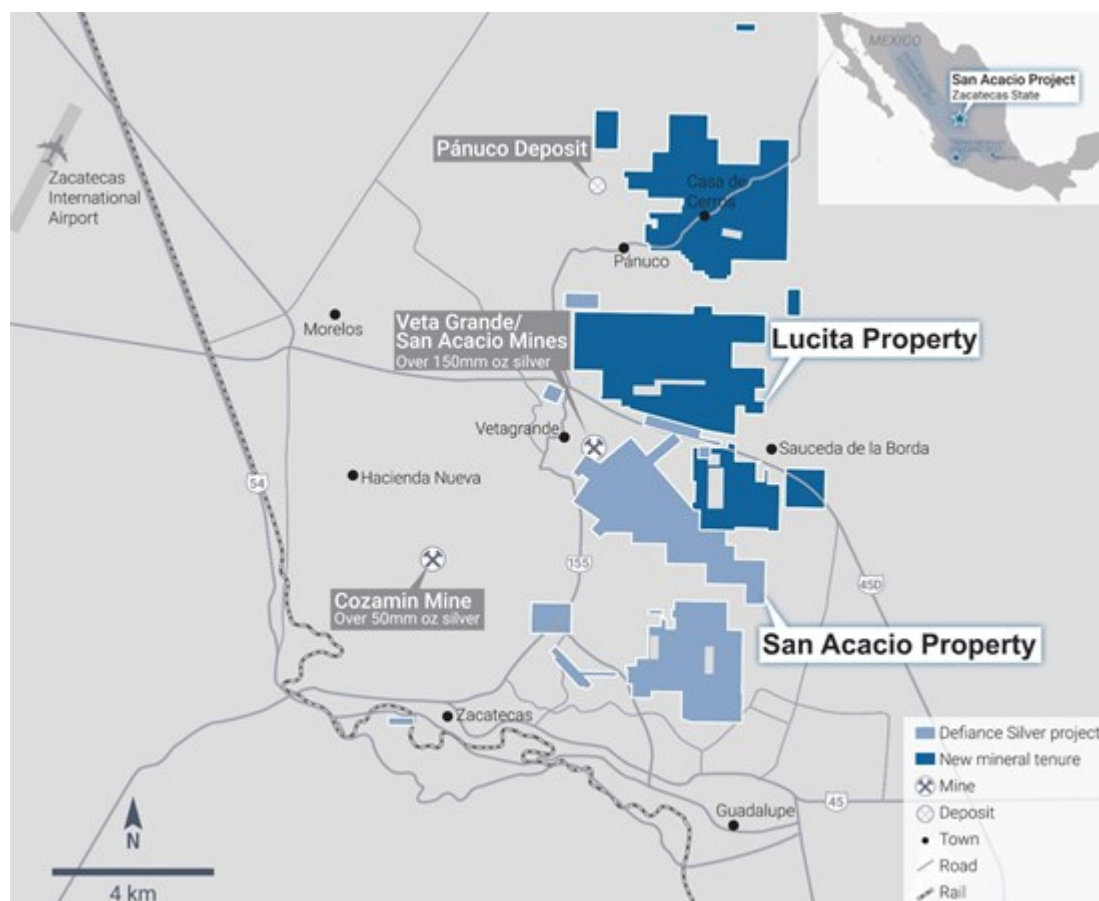 MEXICO
San Acacio Project
Zacatecas State
Pánuco Deposit
Zacatecas
International
Airport
Casa de
Cerros
Pánuco
Morelos
Veta Grande/
San Acacio Mines
Over 150mm oz silver
Lucita Property
Vetagrande
Sauceda de la Borda
Hacienda Nueva
54
155
45D
Cozamin Mine
Over 50mm oz silver
San Acacio Property
Zacatecas
Guadalupe
45
Defiance Silver project
New mineral tenure
Mine
Deposit
Town
Road
Rail
N
4 km